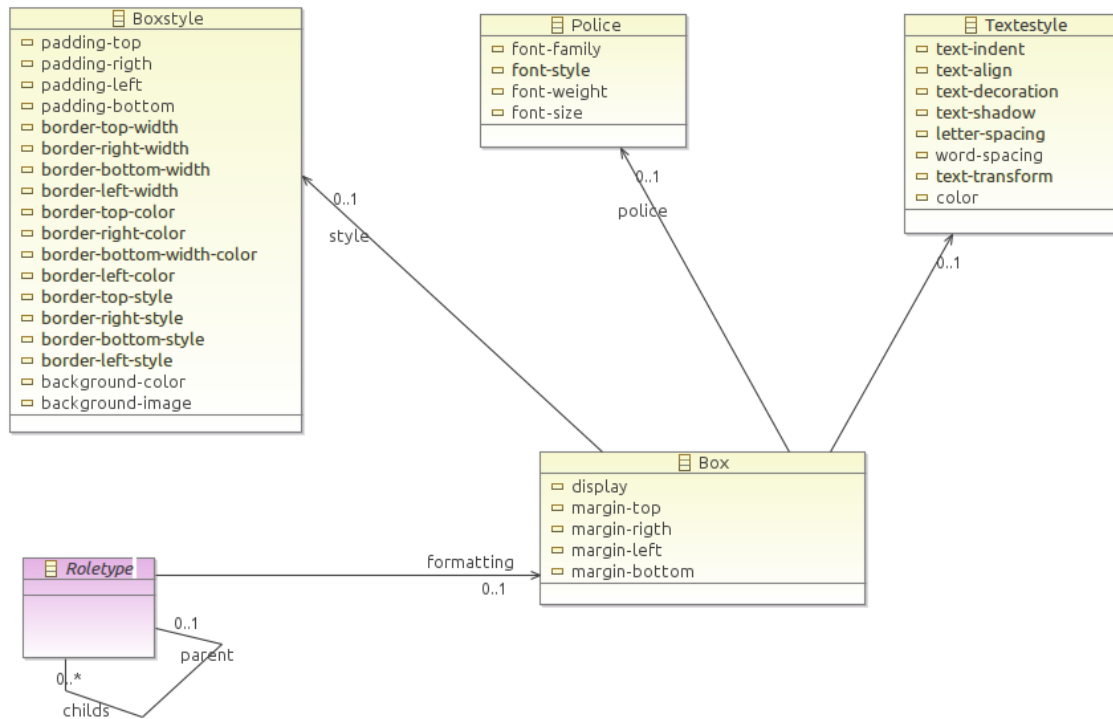 Boxstyle
padding-top
padding-rigth
padding-left
padding-bottom
border-top-width
border-right-width
border-bottom-width
border-left-width
border-top-color
border-right-color
border-bottom-width-color
border-left-color
border-top-style
border-right-style
border-bottom-style
border-left-style
background-color
background-image
Police
font-family
font-style
font-weight
font-size
Textestyle
text-indent
text-align
text-decoration
text-shadow
letter-spacing
word-spacing
text-transform
color
0..1
style
0..1
police
0..1
Box
display
margin-top
margin-rigth
margin-left
margin-bottom
formatting
0..1
Roletype
0..1
parent
0..*
childs